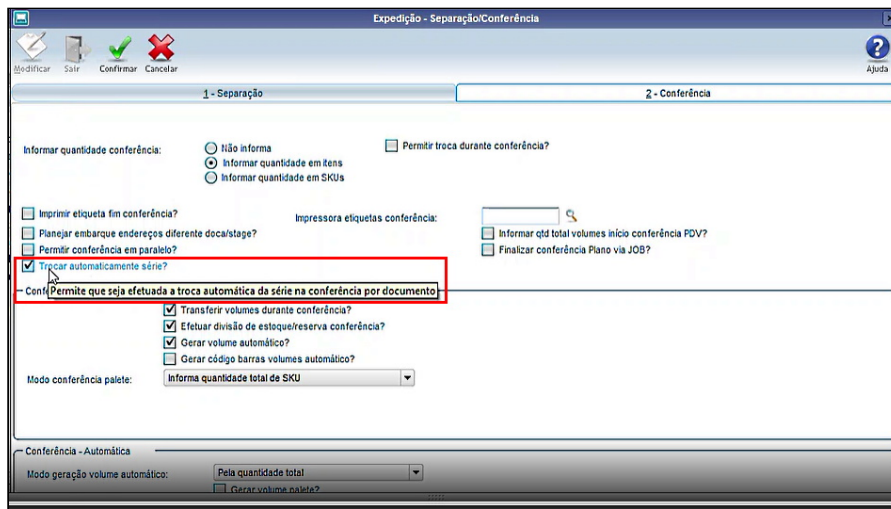 Expedição - Separação/Conferência
Modificar Sair Confirmar Cancelar Ajuda
1 - Separação 2 - Conferência
Informar quantidade conferência:
Não informa
Informar quantidade em itens
Informar quantidade em SKUs
Permitir troca durante conferência?
Imprimir etiqueta fim conferência? Impressora etiquetas conferência:
Planejar embarque endereços diferente doca/stage? Informar qtd total volumes início conferência PDV?
Permitir conferência em paralelo? Finalizar conferência Plano via JOB?
Trocar automaticamente série?
Permite que seja efetuada a troca automática da série na conferência por documento
Transferir volumes durante conferência?
Efetuar divisão de estoque/reserva conferência?
Gerar volume automático?
Gerar código barras volumes automático?
Modo conferência palete: Informa quantidade total de SKU
Conferência - Automática
Modo geração volume automático: Pela quantidade total
Gerar volume palete?